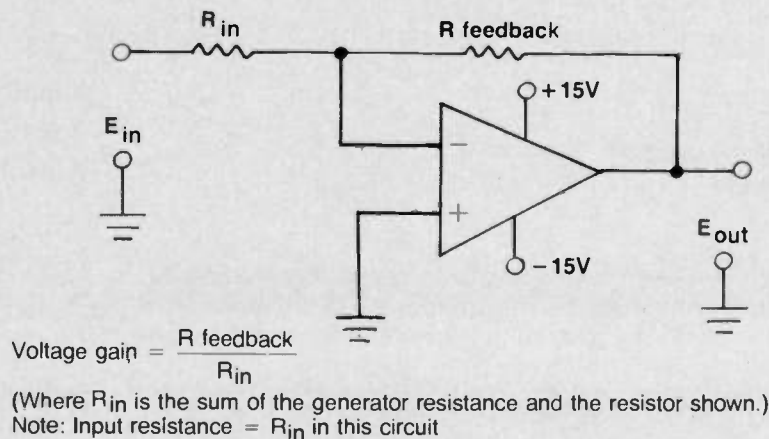 R in
R feedback
+15V
E in
−
+
−15V
E out
Voltage gain = R feedback
R in
(Where R in is the sum of the generator resistance and the resistor shown.)
Note: Input resistance = R in in this circuit